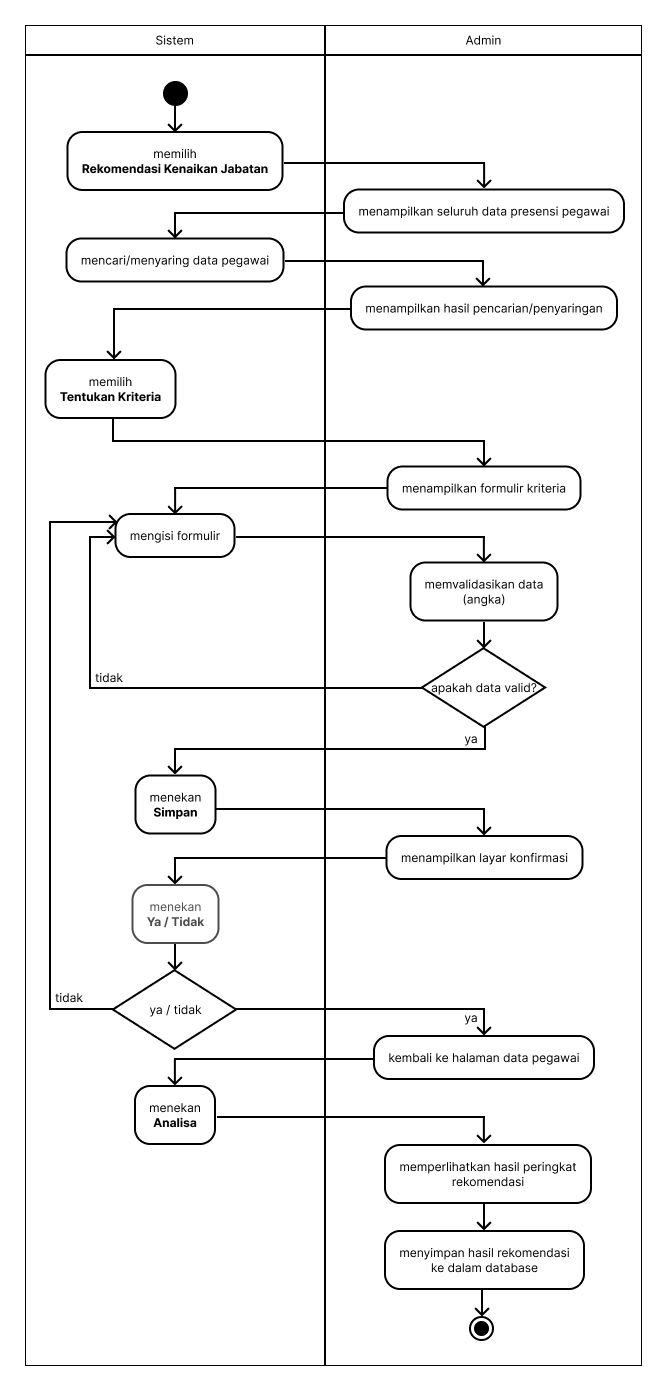 Sistem
Admin
memilih
Rekomendasi Kenaikan Jabatan
menampilkan seluruh data presensi pegawai
mencari/menyaring data pegawai
menampilkan hasil pencarian/penyaringan
memilih
Tentukan Kriteria
menampilkan formulir kriteria
mengisi formulir
memvalidasikan data
(angka)
tidak
apakah data valid?
ya
menekan
Simpan
menampilkan layar konfirmasi
menekan
Ya / Tidak
tidak
ya / tidak
ya
kembali ke halaman data pegawai
menekan
Analisa
memperlihatkan hasil peringkat
rekomendasi
menyimpan hasil rekomendasi
ke dalam database